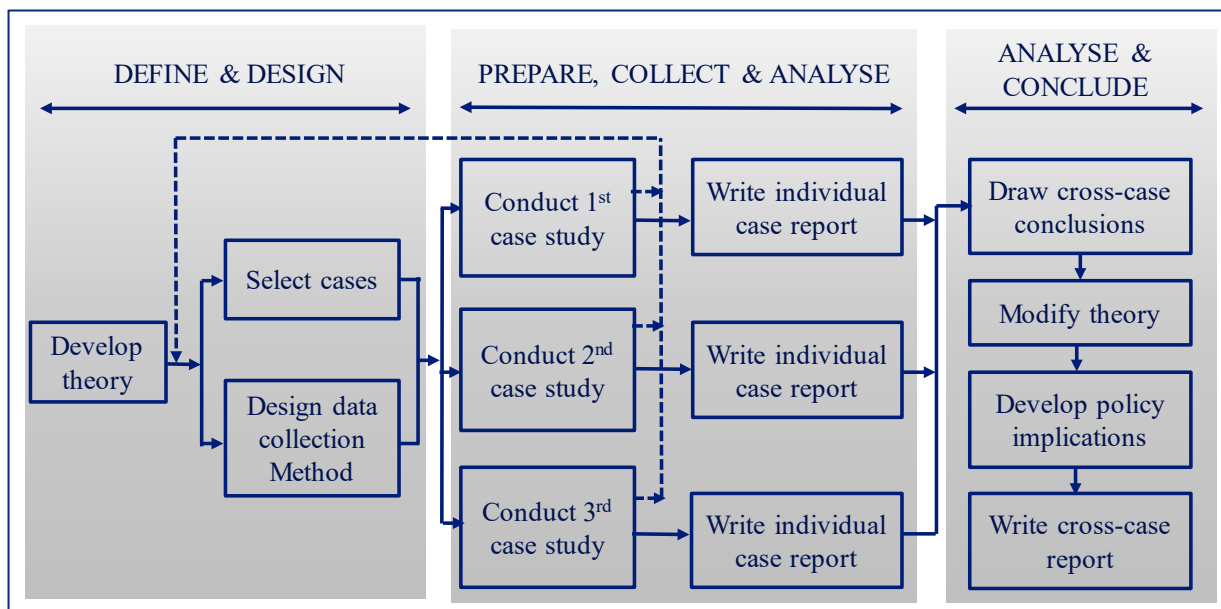 DEFINE & DESIGN
PREPARE, COLLECT & ANALYSE
ANALYSE &
CONCLUDE
Develop
theory
Select cases
Design data
collection
Method
Conduct 1st
case study
Write individual
case report
Conduct 2nd
case study
Write individual
case report
Conduct 3rd
case study
Write individual
case report
Draw cross-case
conclusions
Modify theory
Develop policy
implications
Write cross-case
report